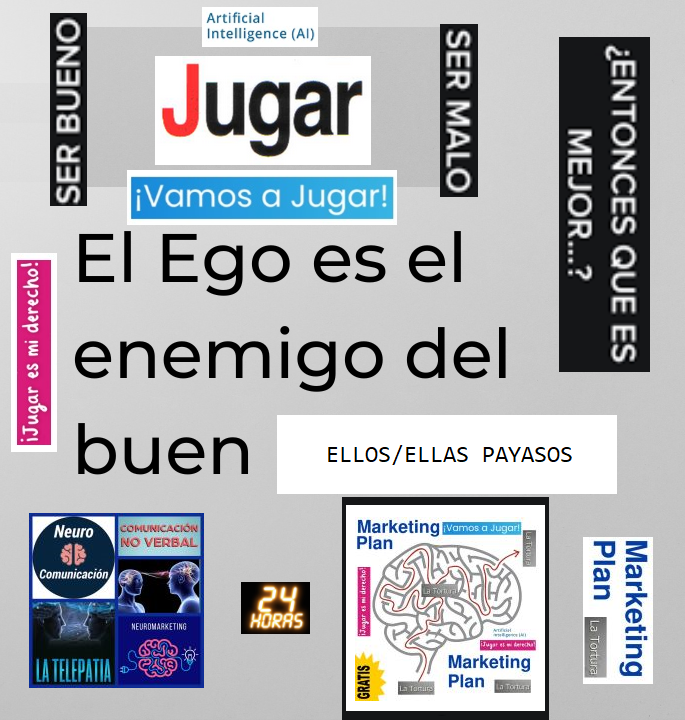 SER BUENO
Artificial
Intelligence (AI)
Jugar
¡Vamos a Jugar!
SER MALO
¿ENTONCES QUE ES
MEJOR...?
¡Jugar es mi derecho!
El Ego es el
enemigo del
buen
ELLOS/ELLAS PAYASOS
Neuro
Comunicación
COMUNICACIÓN
NO VERBAL
LA TELEPATIA
NEUROMARKETING
24
HORAS
Marketing
Plan
¡Vamos a Jugar!
La Tortura
¡Jugar es mi derecho!
La Tortura
Artificial
Intelligence (AI)
¡Jugar es mi derecho!
Marketing
Plan
GRATIS
La Tortura
La Tortura
Marketing
Plan
La Tortura